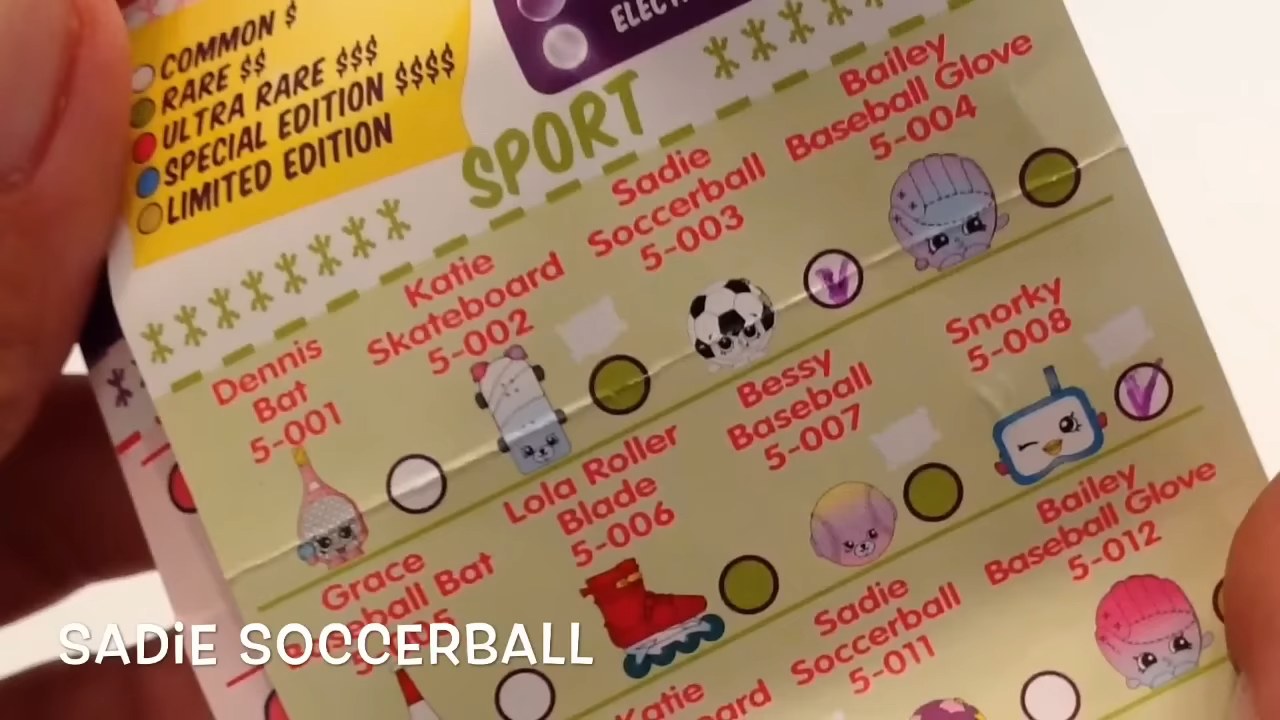 COMMON $
RARE $$
ULTRA RARE $$$
SPECIAL EDITION $$$$
LIMITED EDITION
SPORT
Dennis
Bat
5-001
Katie
Skateboard
5-002
Sadie
Soccerball
5-003
Bailey
Baseball Glove
5-004
Grace
Bat
Lola Roller
Blade
5-006
Bessy
Baseball
5-007
Snorky
5-008
Katie
Sadie
Soccerball
5-011
Bailey
Baseball Glove
5-012
SADiE SOCCERBALL